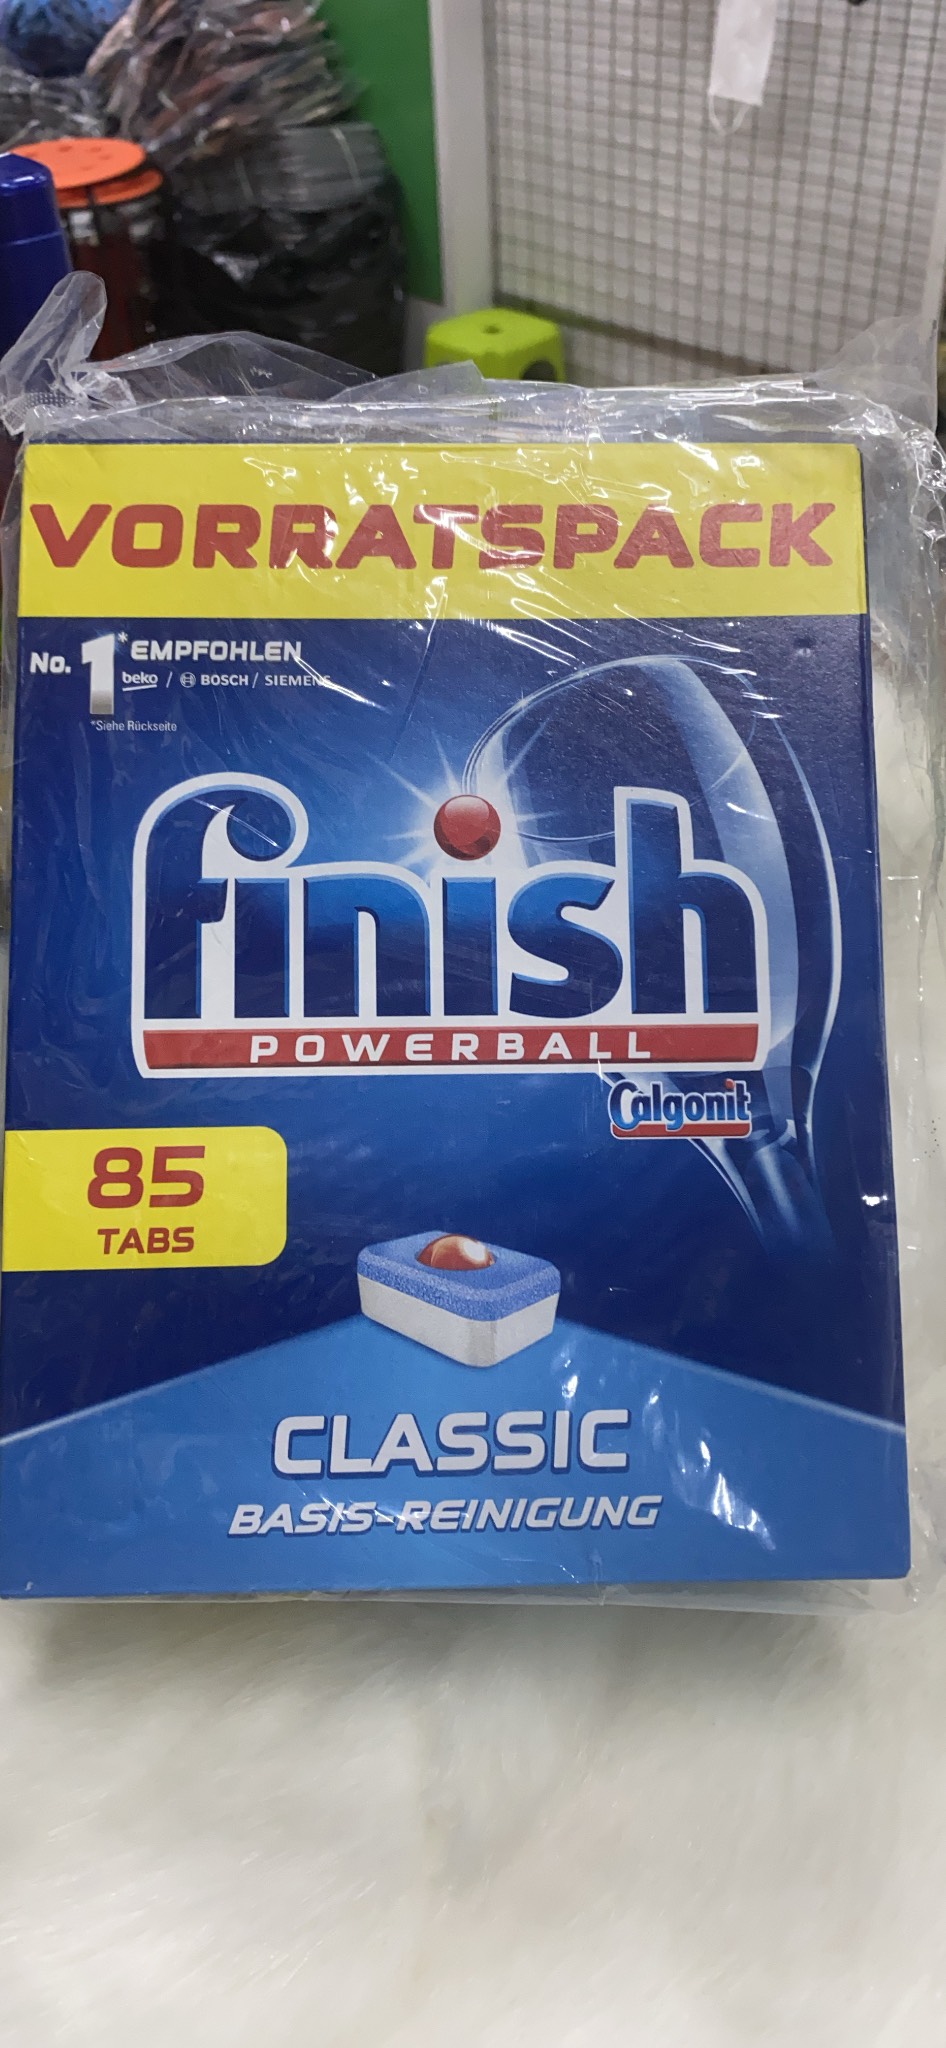 VORRATSPACK
No. 1* EMPFOHLEN
beko / BOSCH / SIEMENS
*Siehe Rückseite
finish
POWERBALL
Calgonit
85
TABS
CLASSIC
BASIS-REINIGUNG